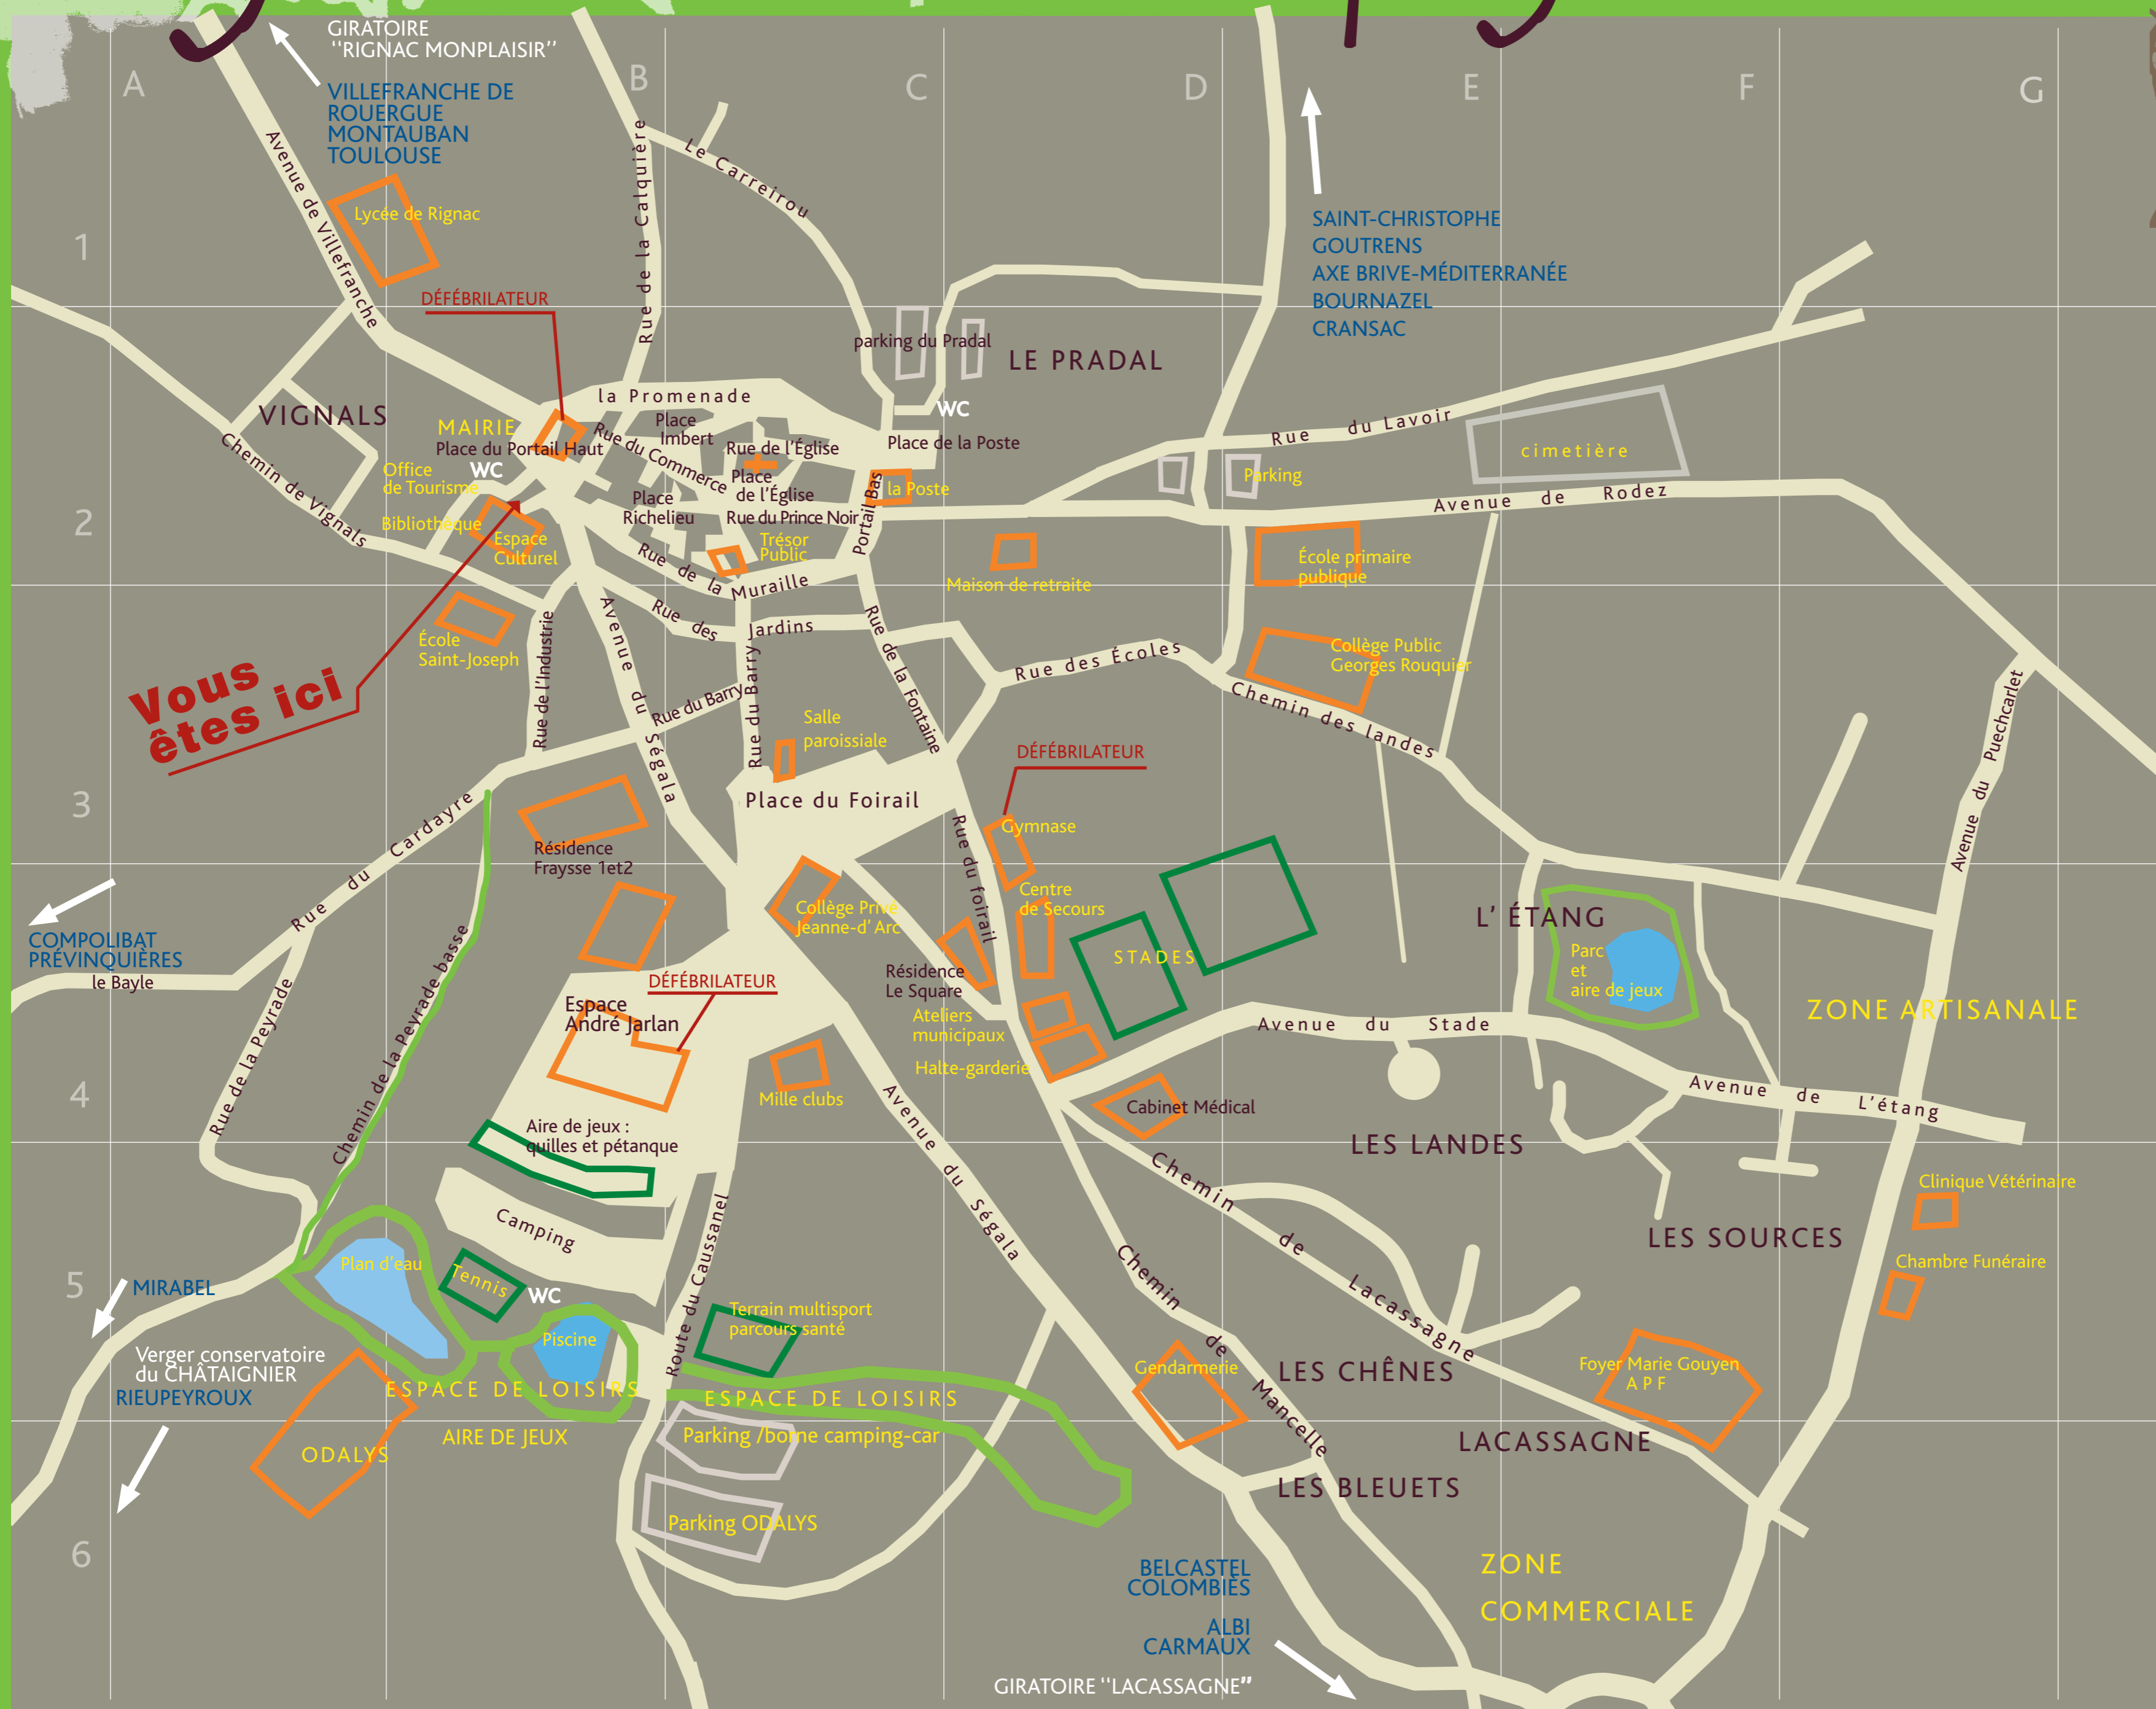 GIRATOIRE
"RIGNAC MONPLAISIR"
VILLEFRANCHE DE
ROUERGUE
MONTAUBAN
TOULOUSE
A
B
C
D
E
F
G
1
2
3
4
5
6
Avenue de Villefranche
Lycée de Rignac
Rue de la Calquière
Le Carreirou
SAINT-CHRISTOPHE
GOUTRENS
AXE BRIVE-MÉDITERRANÉE
BOURNAZEL
CRANSAC
DÉFÉBRILATEUR
parking du Pradal
LE PRADAL
WC
VIGNALS
la Promenade
MAIRIE
Place du Portail Haut
WC
Office
de Tourisme
Bibliothèque
Espace
Culturel
Chemin de Vignals
Place
Imbert
Rue du Commerce
Rue de l'Église
Place
de l'Église
Place
Richelieu
Rue du Prince Noir
Trésor
Public
Place de la Poste
la Poste
Portail Bas
Rue de la Muraille
Rue du Lavoir
cimetière
Parking
Avenue de Rodez
École primaire
publique
Maison de retraite
École
Saint-Joseph
Vous
êtes ici
Rue de l'Industrie
Avenue du Ségala
Rue des Jardins
Rue du Barry
Rue du Barry
Rue de la Fontaine
Rue des Écoles
Collège Public
Georges Rouquier
Chemin des landes
Salle
paroissiale
Place du Foirail
DÉFÉBRILATEUR
Gymnase
Rue du foirail
Centre
de Secours
Avenue du Puechcarlet
Rue du Cardayre
Résidence
Fraysse 1et2
Collège Privé
Jeanne-d'Arc
STADES
L' ÉTANG
Parc
et
aire de jeux
ZONE ARTISANALE
COMPOLIBAT
PRÉVINQUIÈRES
le Bayle
Rue de la Peyrade
Chemin de la Peyrade basse
DÉFÉBRILATEUR
Espace
André Jarlan
Résidence
Le Square
Ateliers
municipaux
Halte-garderie
Avenue du Stade
Mille clubs
Cabinet Médical
Avenue de L'étang
Aire de jeux :
quilles et pétanque
Avenue du Ségala
LES LANDES
Chemin de Lacassagne
Clinique Vétérinaire
LES SOURCES
Chambre Funéraire
Camping
Plan d'eau
Tennis
WC
Piscine
Route du Caussanel
Terrain multisport
parcours santé
Chemin de Mancelle
MIRABEL
Verger conservatoire
du CHÂTAIGNIER
RIEUPEYROUX
ESPACE DE LOISIRS
ESPACE DE LOISIRS
Gendarmerie
LES CHÊNES
Foyer Marie Gouyen
APF
AIRE DE JEUX
ODALYS
Parking /borne camping-car
LACASSAGNE
LES BLEUETS
Parking ODALYS
BELCASTEL
COLOMBIÈS
ALBI
CARMAUX
GIRATOIRE "LACASSAGNE"
ZONE
COMMERCIALE